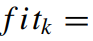 fit_k =